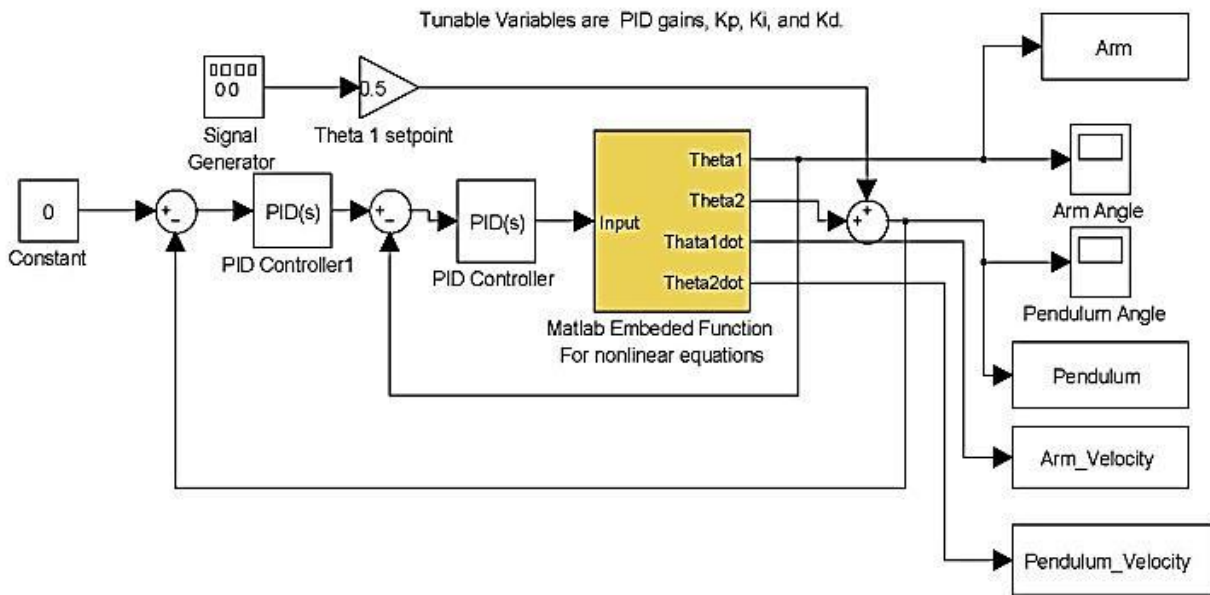 Tunable Variables are PID gains, Kp, Ki, and Kd.
Arm
0.5
Signal
Generator
Theta 1 setpoint
Theta1
Theta2
Thata1dot
Theta2dot
Input
Arm Angle
0
Constant
PID(s)
PID Controller1
PID(s)
PID Controller
Matlab Embeded Function
For nonlinear equations
Pendulum Angle
Pendulum
Arm_Velocity
Pendulum_Velocity